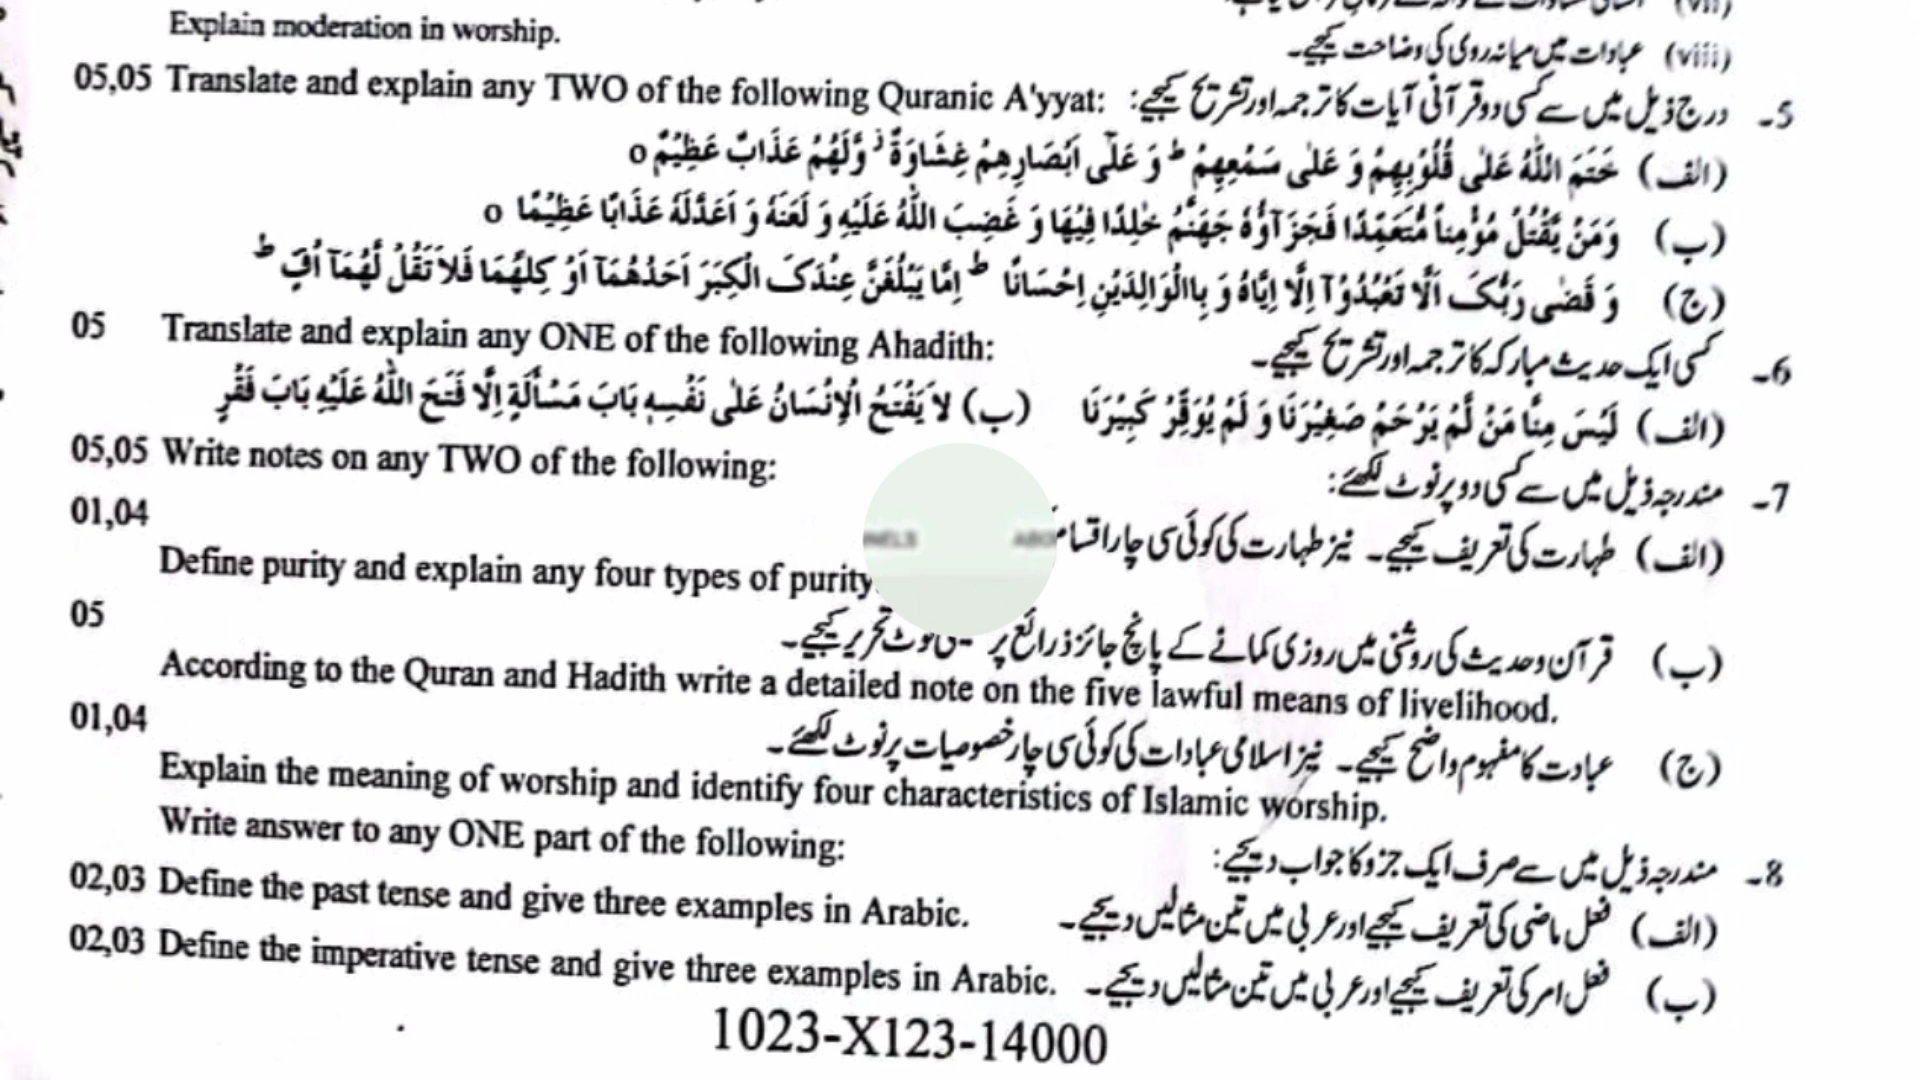 Explain moderation in worship.
(viii) عبادات میں میانہ روی کی وضاحت کیجیے۔
05,05 Translate and explain any TWO of the following Quranic A'yyat: درج ذیل میں سے کسی دو قرآنی آیات کا ترجمہ اور تشریح کیجیے: 5۔
(الف) خَتَمَ اللّٰهُ عَلٰى قُلُوْبِهِمْ وَ عَلٰى سَمْعِهِمْ ط وَ عَلٰٓى اَبْصَارِهِمْ غِشَاوَةٌ ز وَّلَهُمْ عَذَابٌ عَظِيْمٌ o
(ب) وَمَنْ يَّقْتُلْ مُؤْمِناً مُّتَعَمِّدًا فَجَزَآؤُهٗ جَهَنَّمُ خٰلِدًا فِيْهَا وَ غَضِبَ اللّٰهُ عَلَيْهِ وَ لَعَنَهٗ وَ اَعَدَّلَهٗ عَذَابًا عَظِيْمًا o
(ج) وَ قَضٰى رَبُّكَ اَلَّا تَعْبُدُوْٓا اِلَّا اِيَّاهُ وَ بِاالْوَالِدَيْنِ اِحْسَانًا ط اِمَّا يَبْلُغَنَّ عِنْدَكَ الْكِبَرَ اَحَدُهُمَآ اَوْ كِلٰهُمَا فَلاَ تَقُلْ لَّهُمَآ اُفٍّ ط
05 Translate and explain any ONE of the following Ahadith: کسی ایک حدیث مبارکہ کا ترجمہ اور تشریح کیجیے۔ 6۔
(الف) لَيْسَ مِنَّا مَنْ لَّمْ يَرْحَمْ صَغِيْرَنَا وَ لَمْ يُوَقِّرْ كَبِيْرَنَا (ب) لاَ يَفْتَحُ الْاِنْسَانُ عَلٰى نَفْسِهٖ بَابَ مَسْأَلَةٍ اِلَّا فَتَحَ اللّٰهُ عَلَيْهِ بَابَ فَقْرٍ
05,05 Write notes on any TWO of the following: مندرجہ ذیل میں سے کسی دو پر نوٹ لکھئے: 7۔
01,04 (الف) طہارت کی تعریف کیجیے۔ نیز طہارت کی کوئی سی چار اقسام
Define purity and explain any four types of purity.
05 (ب) قرآن و حدیث کی روشنی میں روزی کمانے کے پانچ جائز ذرائع پر نوٹ تحریر کیجیے۔
According to the Quran and Hadith write a detailed note on the five lawful means of livelihood.
01,04 (ج) عبادت کا مفہوم واضح کیجیے۔ نیز اسلامی عبادات کی کوئی سی چار خصوصیات پر نوٹ لکھئے۔
Explain the meaning of worship and identify four characteristics of Islamic worship.
Write answer to any ONE part of the following: مندرجہ ذیل میں سے صرف ایک جزو کا جواب دیجیے: 8۔
02,03 Define the past tense and give three examples in Arabic. (الف) فعل ماضی کی تعریف کیجیے اور عربی میں تین مثالیں دیجیے۔
02,03 Define the imperative tense and give three examples in Arabic. (ب) فعل امر کی تعریف کیجیے اور عربی میں تین مثالیں دیجیے۔
1023-X123-14000